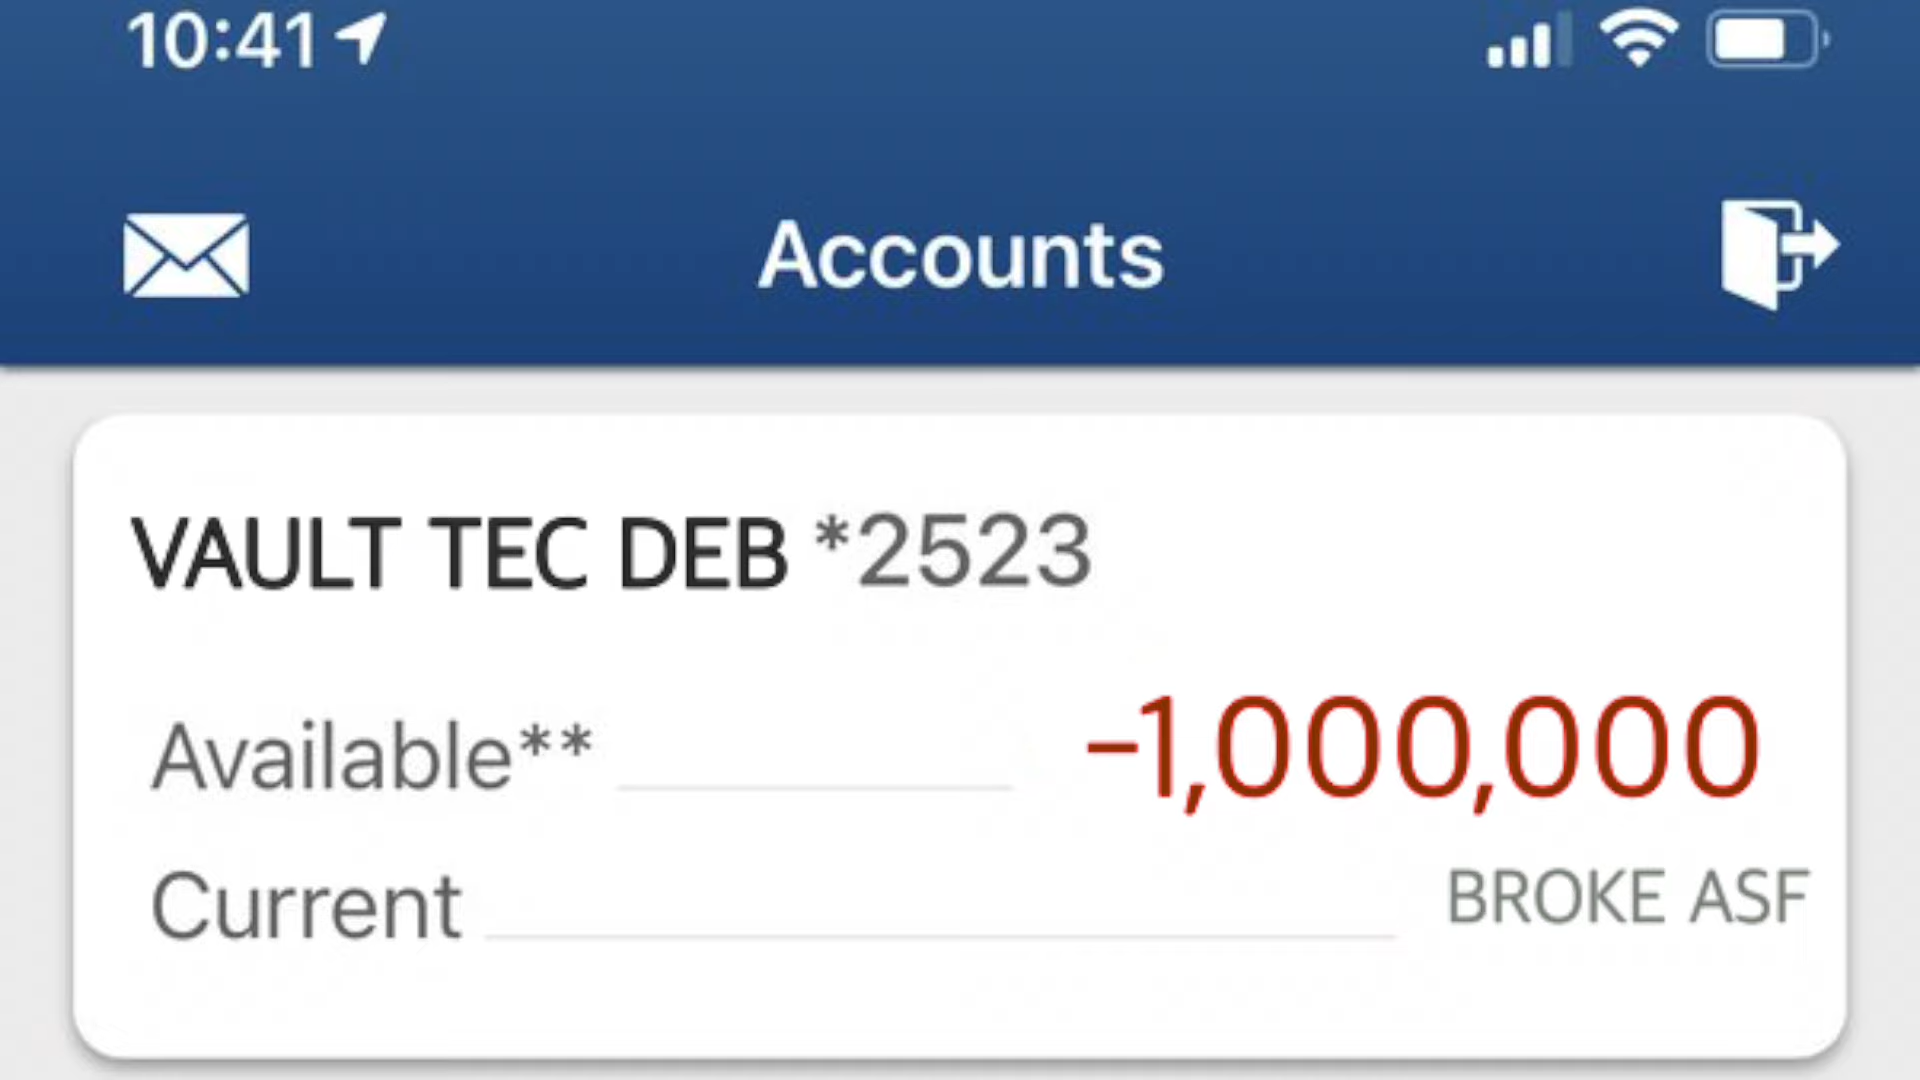 10:41
Accounts
VAULT TEC DEB *2523
Available** -1,000,000
Current BROKE ASF